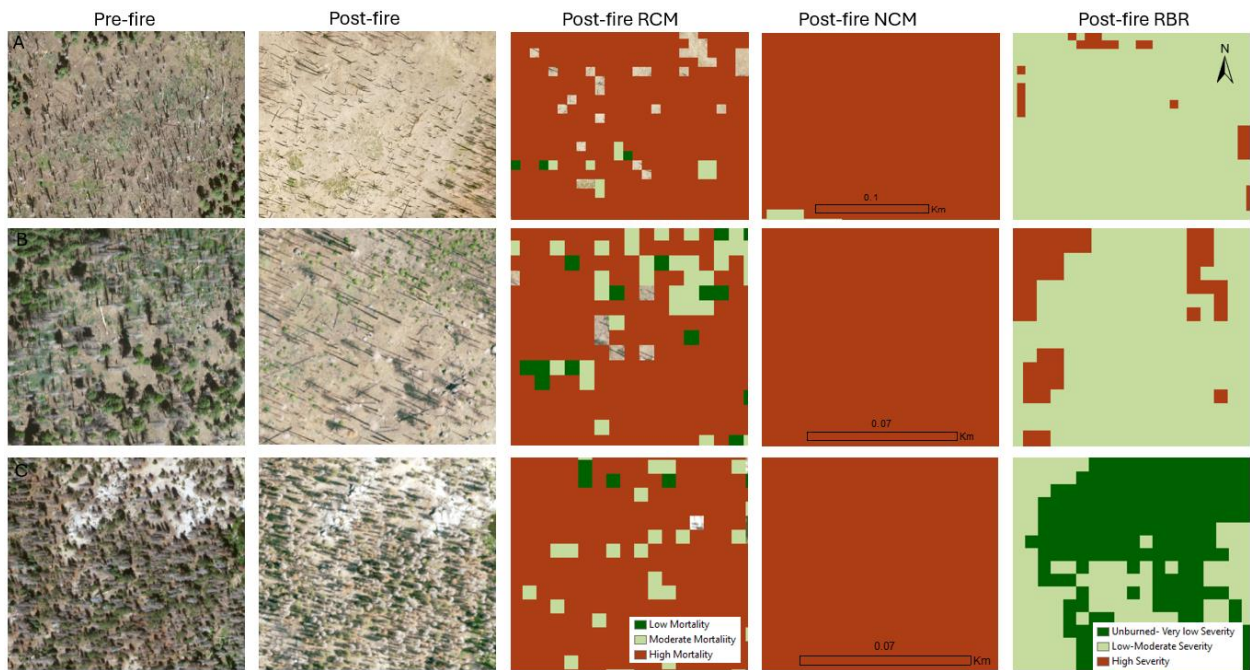 Pre-fire
Post-fire
Post-fire RCM
Post-fire NCM
Post-fire RBR
A
N
0.1
Km
B
0.07
Km
C
Low Mortality
Moderate Mortaliity
High Mortality
0.07
Km
Unburned- Very low Severity
Low-Moderate Severity
High Severity